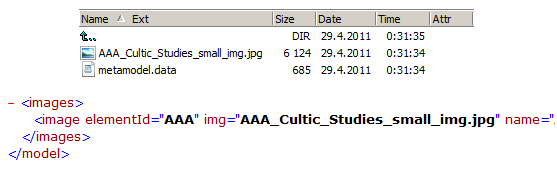 Name Ext Size Date Time Attr
.. DIR 29.4.2011 0:31:35
AAA_Cultic_Studies_small_img.jpg 6 124 29.4.2011 0:31:34
metamodel.data 685 29.4.2011 0:31:34
- <images>
<image elementId="AAA" img="AAA_Cultic_Studies_small_img.jpg" name="
</images>
</model>